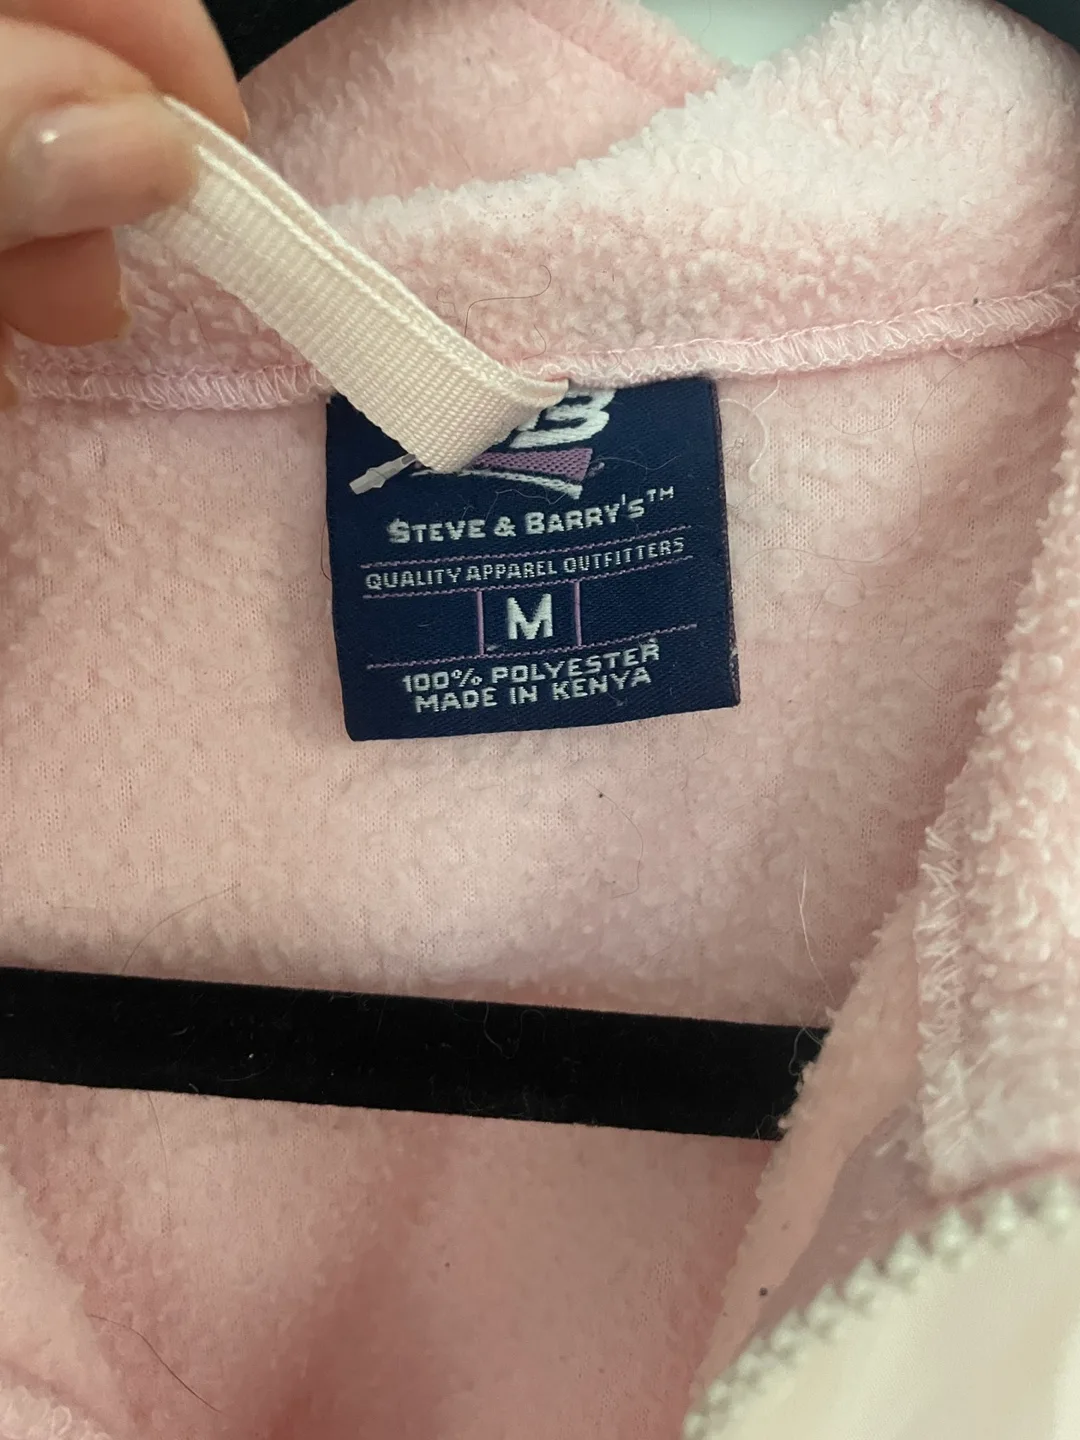 B
STEVE & BARRY'S™
QUALITY APPAREL OUTFITTERS
M
100% POLYESTER
MADE IN KENYA